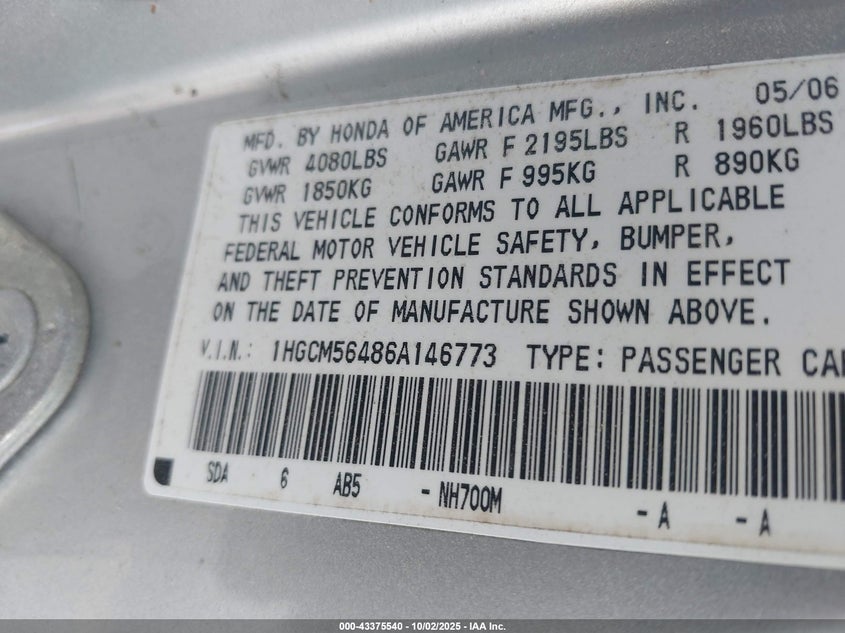 MFD. BY HONDA OF AMERICA MFG., INC. 05/06
GVWR 4080LBS GAWR F 2195LBS R 1960LBS
GVWR 1850KG GAWR F 995KG R 890KG
THIS VEHICLE CONFORMS TO ALL APPLICABLE
FEDERAL MOTOR VEHICLE SAFETY, BUMPER,
AND THEFT PREVENTION STANDARDS IN EFFECT
ON THE DATE OF MANUFACTURE SHOWN ABOVE.
V.I.N.: 1HGCM56486A146773 TYPE: PASSENGER CA
SDA 6 AB5 - NH700M - A - A
000-43375540 - 10/02/2025 - IAA Inc.